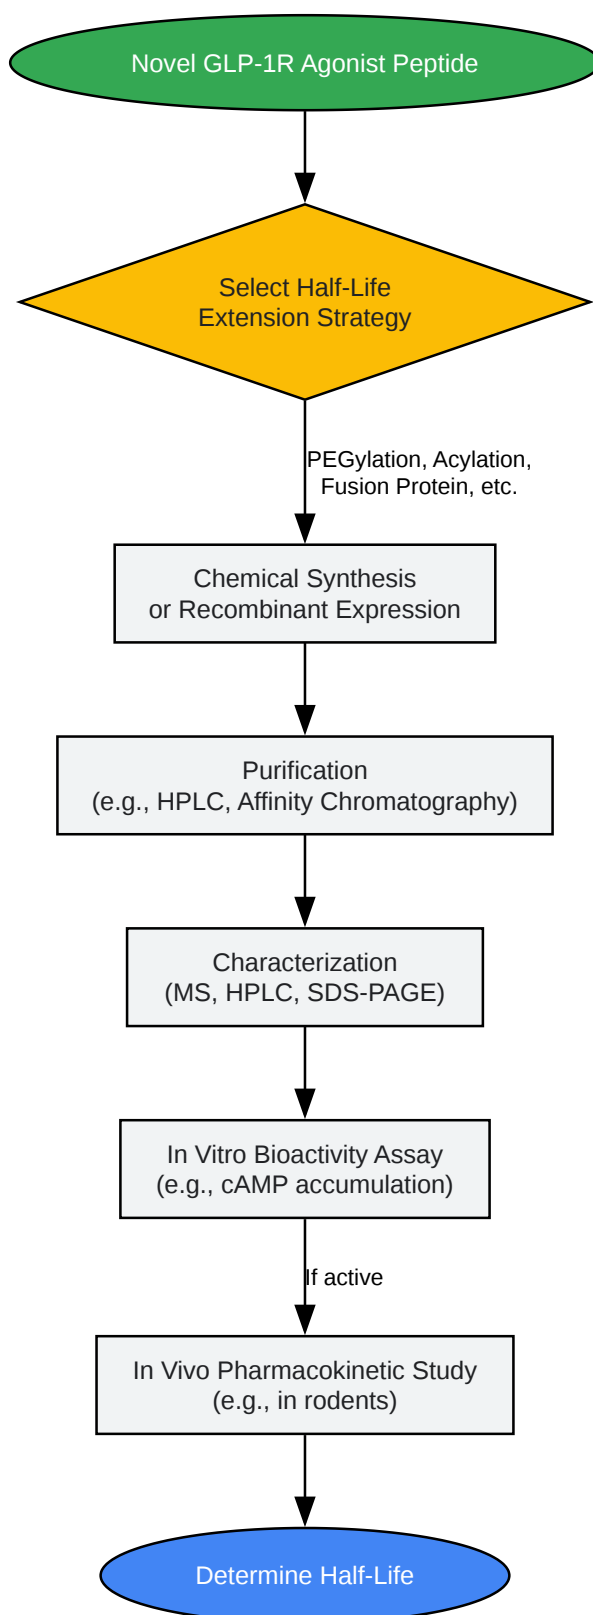 Novel GLP-1R Agonist Peptide
Select Half-Life
Extension Strategy
PEGylation, Acylation,
Fusion Protein, etc.
Chemical Synthesis
or Recombinant Expression
Purification
(e.g., HPLC, Affinity Chromatography)
Characterization
(MS, HPLC, SDS-PAGE)
In Vitro Bioactivity Assay
(e.g., cAMP accumulation)
If active
In Vivo Pharmacokinetic Study
(e.g., in rodents)
Determine Half-Life